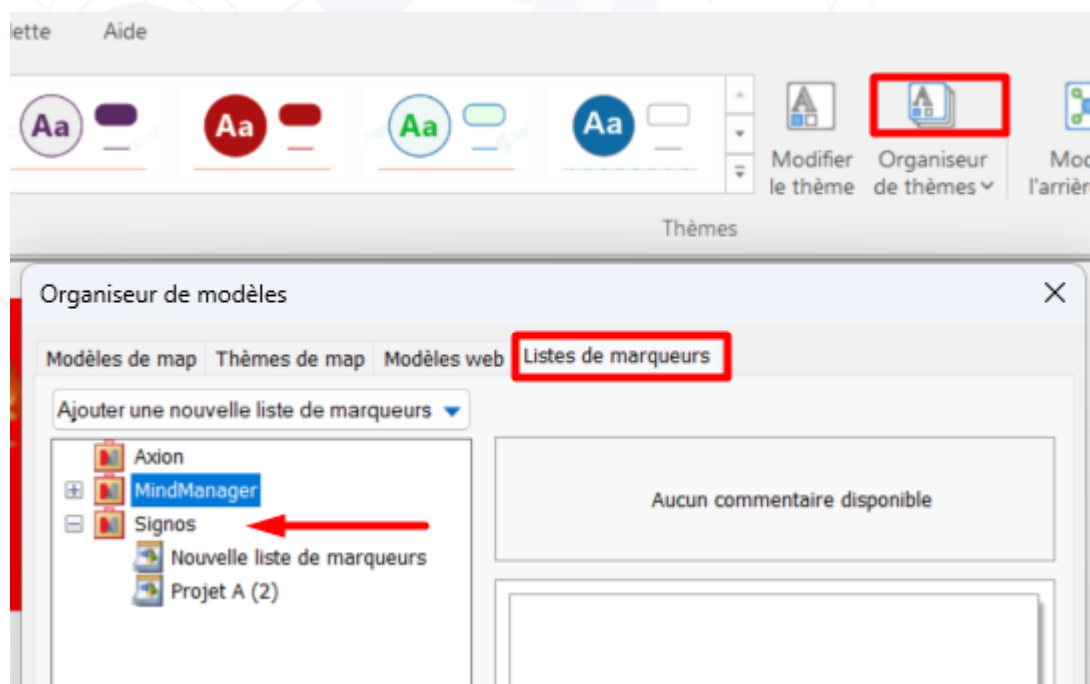 lette Aide
Aa Aa Aa Aa
Modifier
le thème
Organiseur
de thèmes
Mod
l'arrièr
Thèmes
Organiseur de modèles
Modèles de map Thèmes de map Modèles web Listes de marqueurs
Ajouter une nouvelle liste de marqueurs
Axion
MindManager
Signos
Nouvelle liste de marqueurs
Projet A (2)
Aucun commentaire disponible